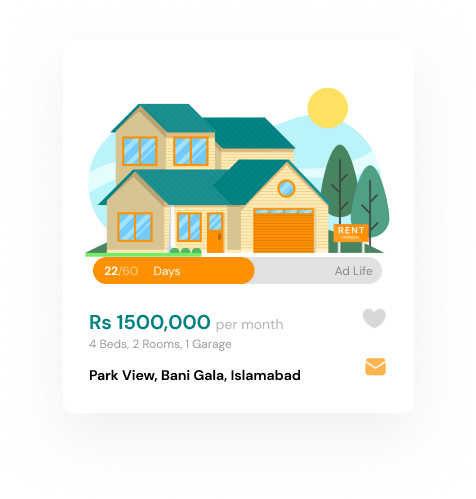 RENT
22/60 Days Ad Life
Rs 1500,000 per month
4 Beds, 2 Rooms, 1 Garage
Park View, Bani Gala, Islamabad